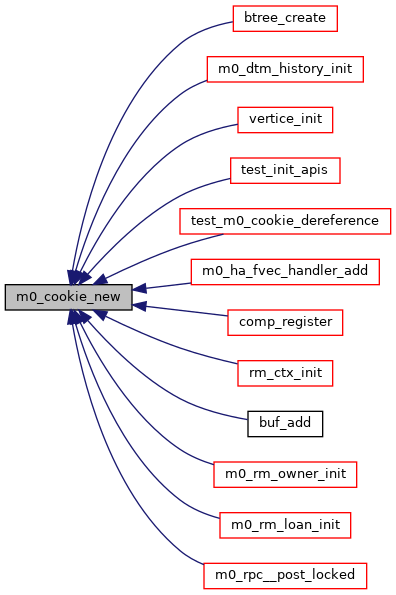 btree_create
m0_dtm_history_init
vertice_init
test_init_apis
test_m0_cookie_dereference
m0_ha_fvec_handler_add
m0_cookie_new
comp_register
rm_ctx_init
buf_add
m0_rm_owner_init
m0_rm_loan_init
m0_rpc__post_locked